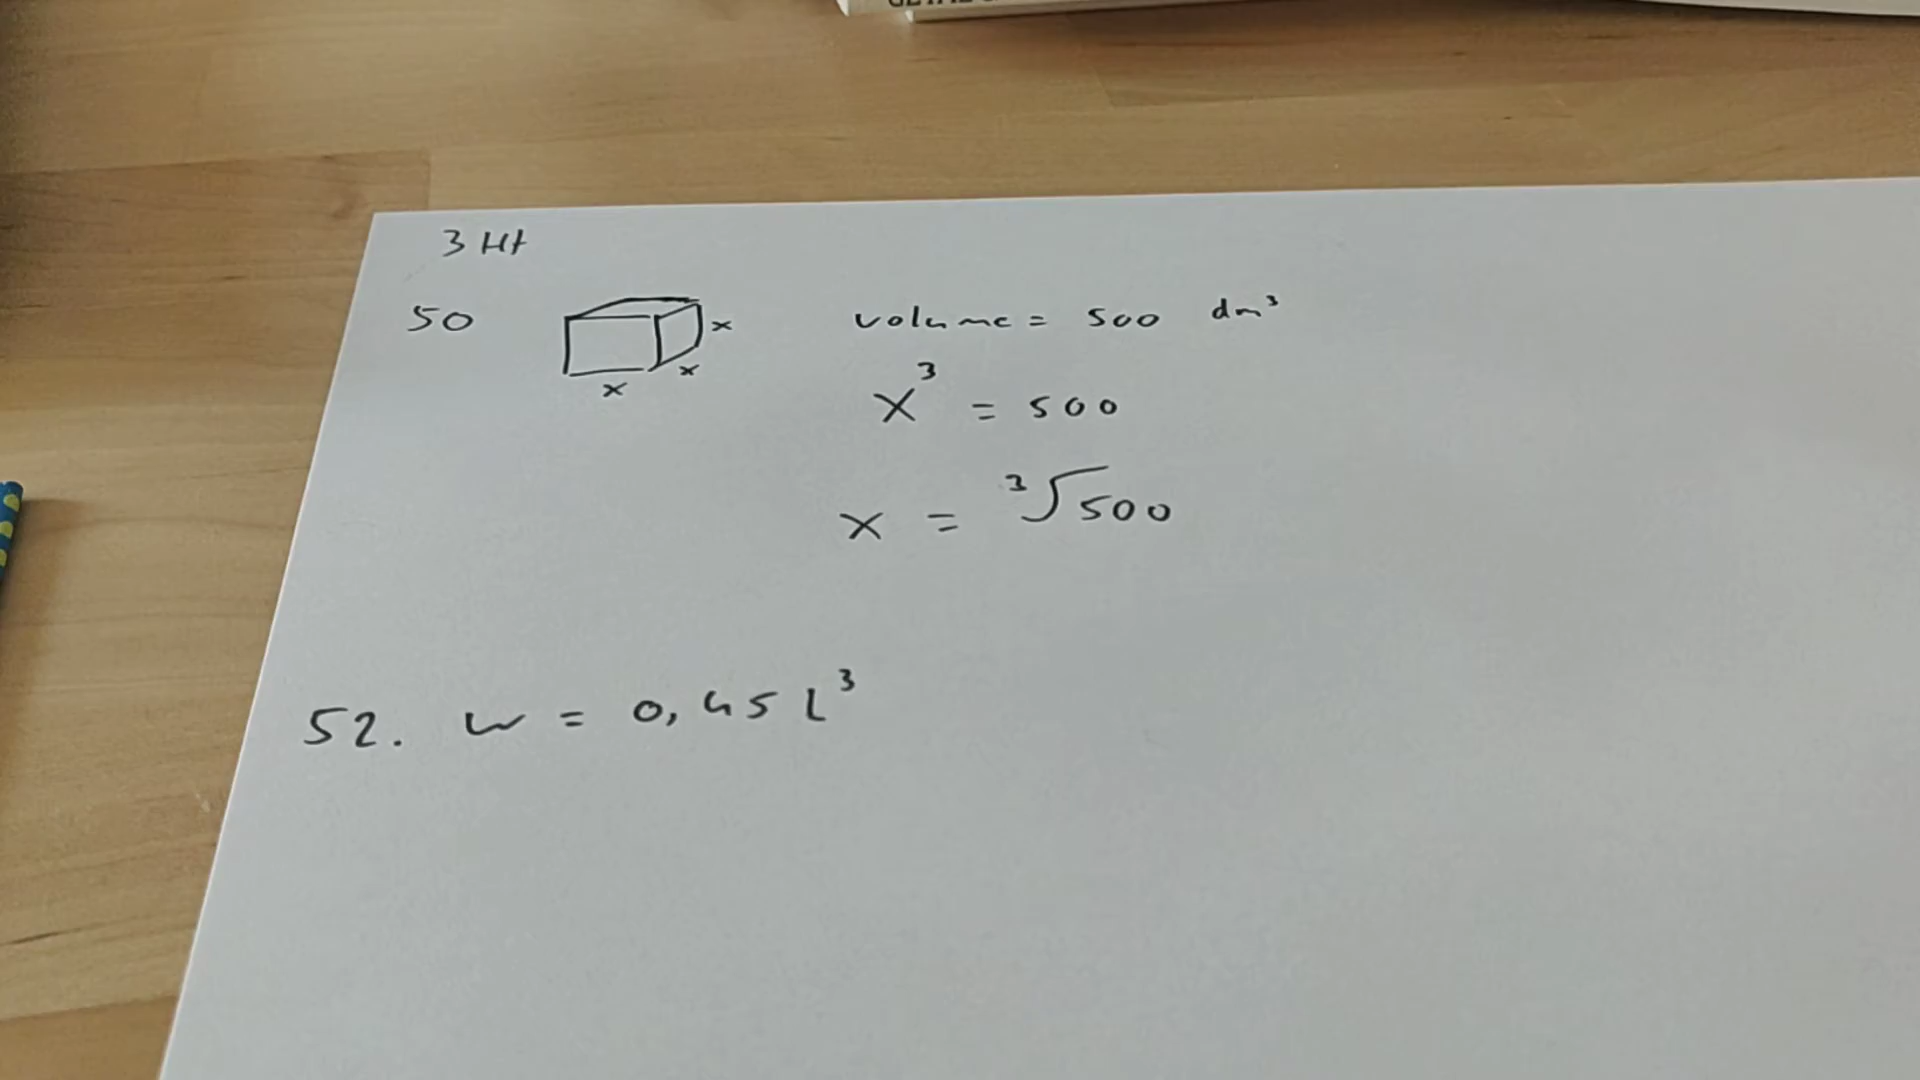 3 Ht
50 x x x volume = 500 dm³
x³ = 500
x = ³√500
52. w = 0,45 l³